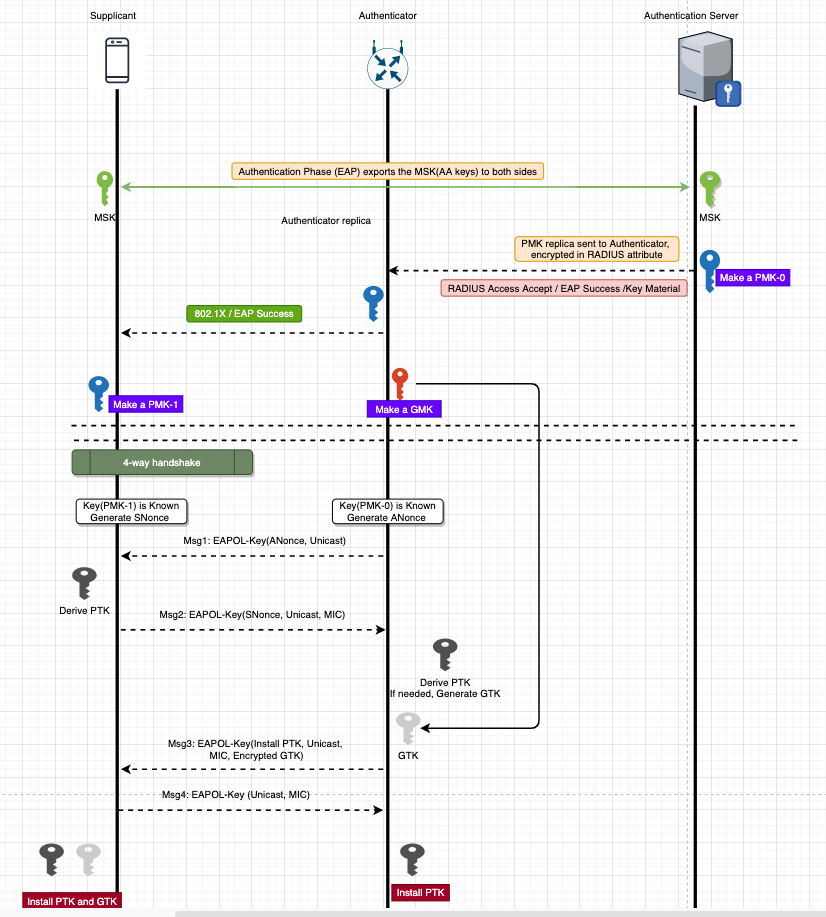 Supplicant
Authenticator
Authentication Server
Authentication Phase (EAP) exports the MSK(AA keys) to both sides
MSK
MSK
Authenticator replica
PMK replica sent to Authenticator,
encrypted in RADIUS attribute
Make a PMK-0
RADIUS Access Accept / EAP Success /Key Material
802.1X / EAP Success
Make a PMK-1
Make a GMK
4-way handshake
Key(PMK-1) is Known
Generate SNonce
Key(PMK-0) is Known
Generate ANonce
Msg1: EAPOL-Key(ANonce, Unicast)
Derive PTK
Msg2: EAPOL-Key(SNonce, Unicast, MIC)
Derive PTK
If needed, Generate GTK
GTK
Msg3: EAPOL-Key(Install PTK, Unicast,
MIC, Encrypted GTK)
Msg4: EAPOL-Key (Unicast, MIC)
Install PTK and GTK
Install PTK